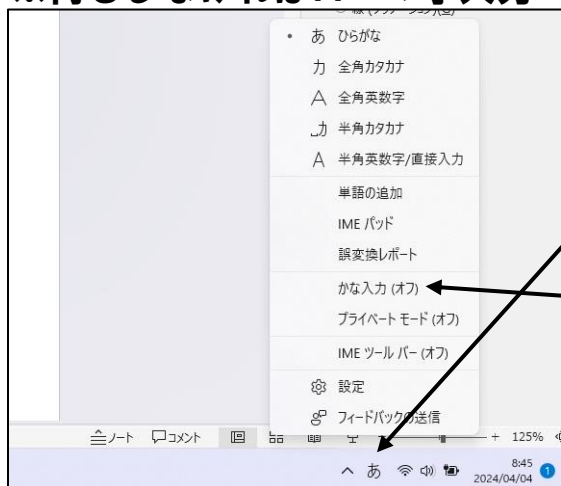 あ ひらがな
カ 全角カタカナ
A 全角英数字
_カ 半角カタカナ
A 半角英数字/直接入力
単語の追加
IME パッド
誤変換レポート
かな入力 (オフ)
プライベート モード (オフ)
IME ツール バー (オフ)
設定
フィードバックの送信
ノート コメント + 125%
あ 8:45
2024/04/04 1